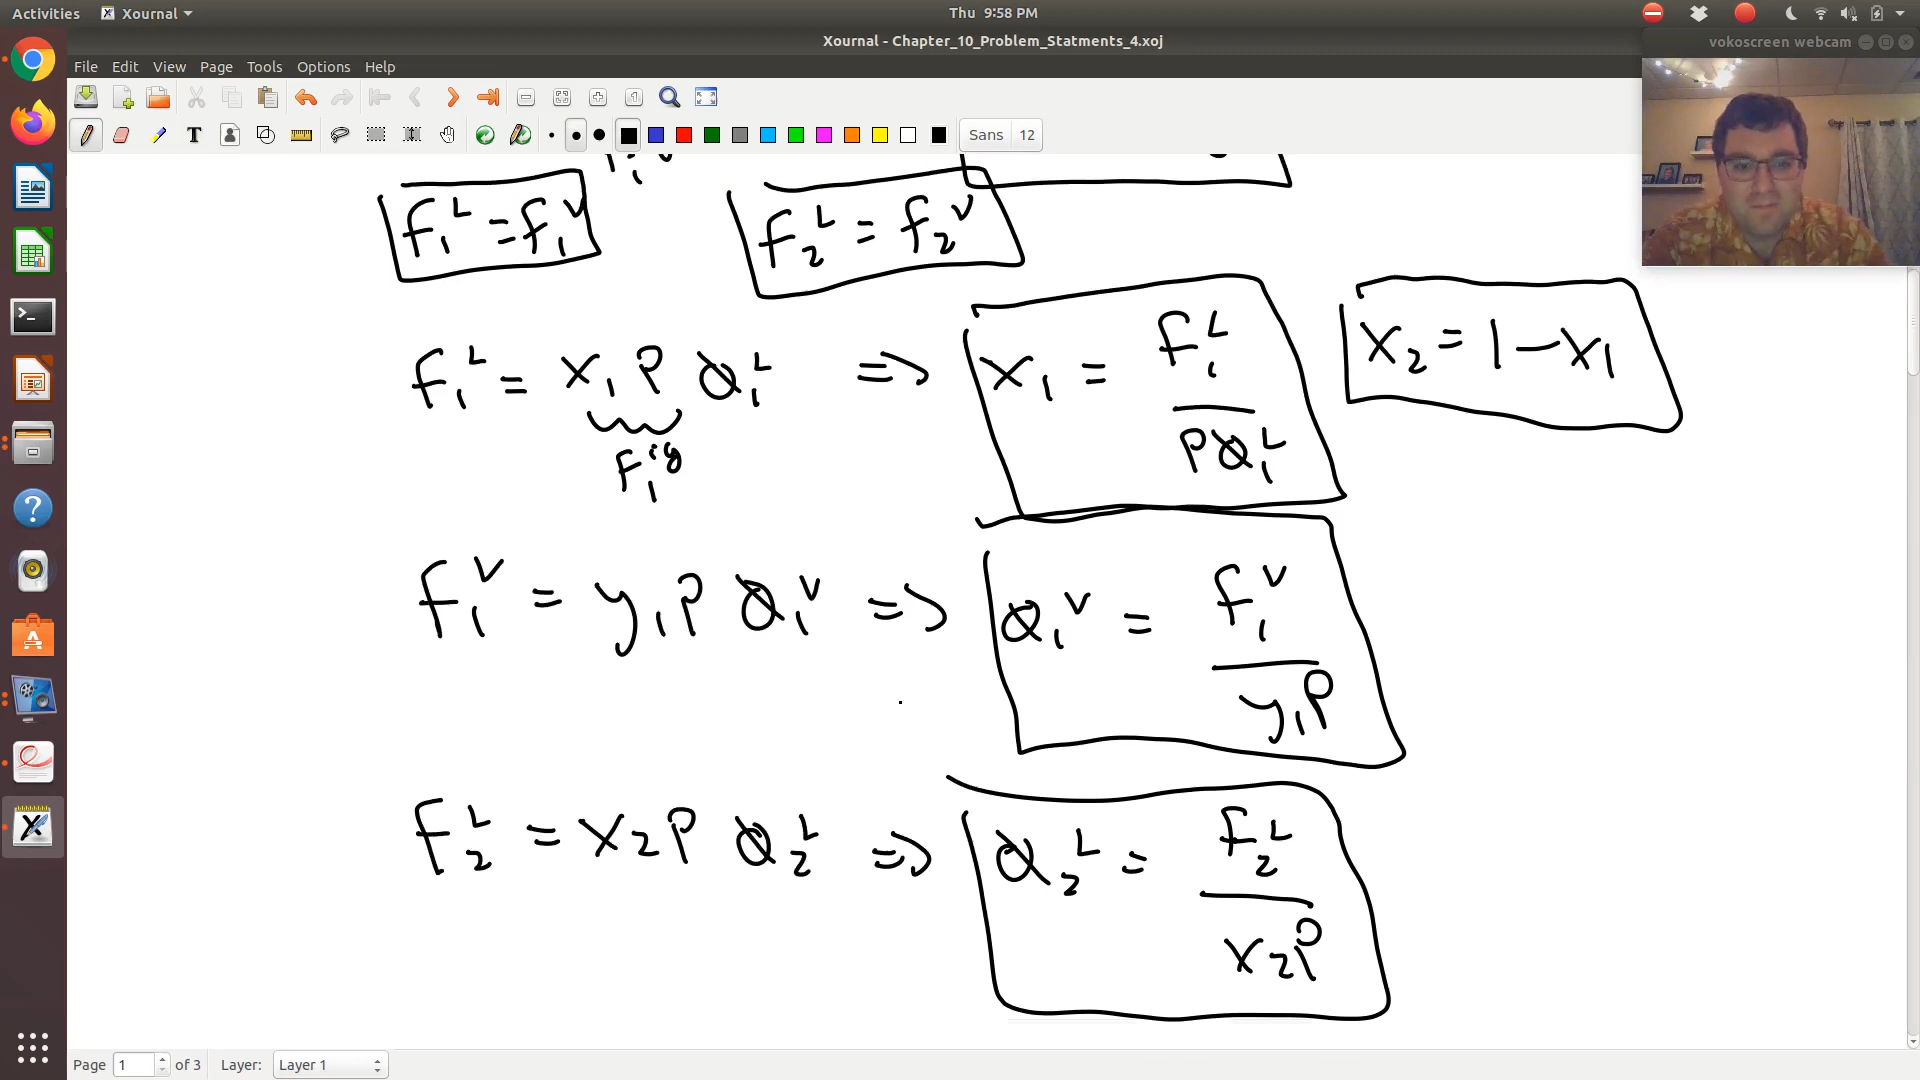 Activities Xournal Thu 9:58 PM
Xournal - Chapter_10_Problem_Statments_4.xoj
vokoscreen webcam
File Edit View Page Tools Options Help
Sans 12
f₁ᴸ = f₁ⱽ f₂ᴸ = f₂ⱽ
f₁ᴸ = x₁ P Φ₁ᴸ => x₁ = f₁ᴸ / PΦ₁ᴸ x₂ = 1 - x₁
f₁ⁱᵍ
f₁ⱽ = y₁ P Φ₁ⱽ => Φ₁ⱽ = f₁ⱽ / y₁P
f₂ᴸ = x₂ P Φ₂ᴸ => Φ₂ᴸ = f₂ᴸ / x₂P
Page 1 of 3 Layer: Layer 1